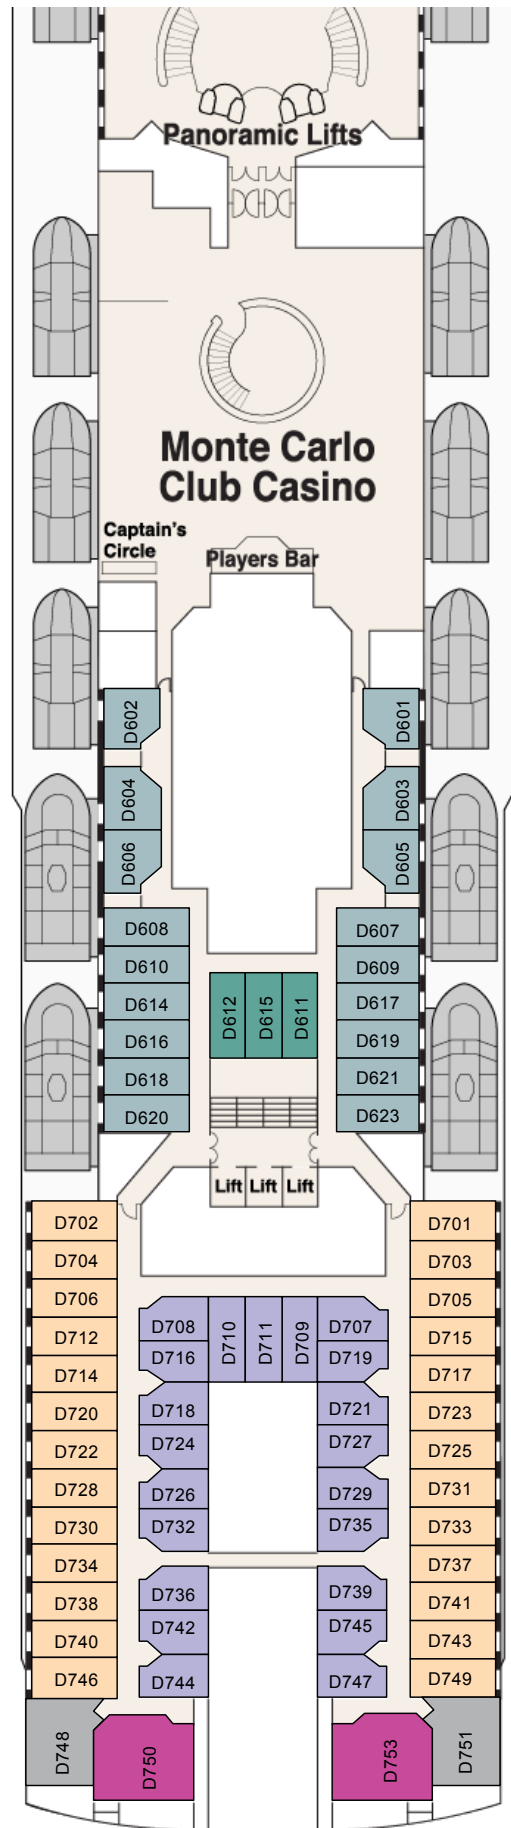 Panoramic Lifts
Monte Carlo
Club Casino
Captain's
Circle
Players Bar
D602
D601
D604
D603
D606
D605
D608
D607
D610
D609
D612
D615
D611
D614
D617
D616
D619
D618
D621
D620
D623
Lift
Lift
Lift
D702
D701
D704
D703
D706
D705
D708
D710
D711
D709
D707
D712
D715
D716
D719
D714
D717
D718
D721
D720
D723
D724
D727
D722
D725
D726
D729
D728
D731
D732
D735
D730
D733
D734
D737
D736
D739
D738
D741
D742
D745
D740
D743
D744
D747
D746
D749
D748
D750
D753
D751